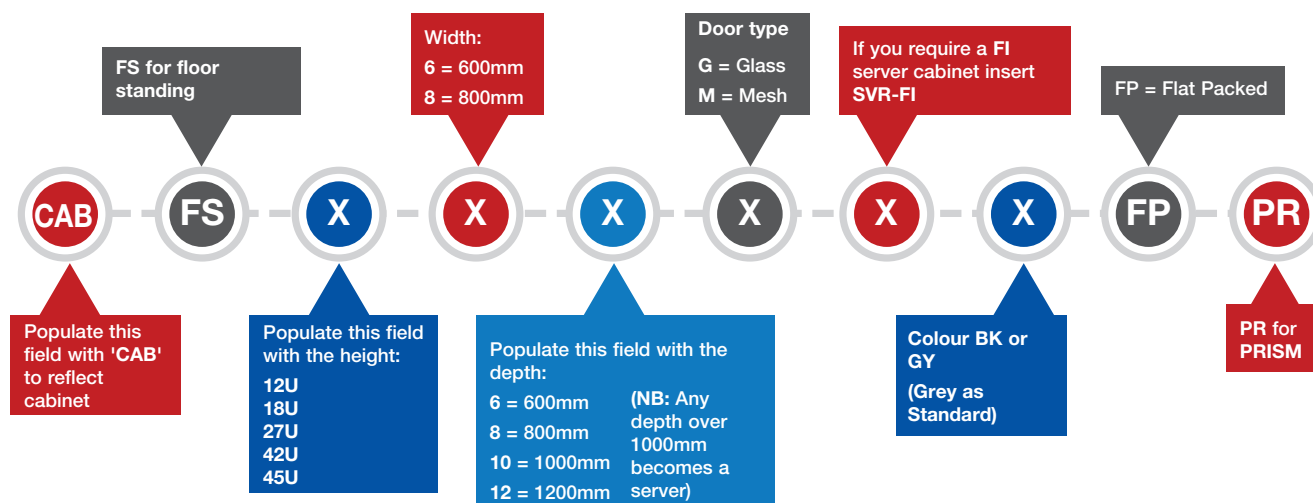 FS for floor
standing
Width:
6 = 600mm
8 = 800mm
Door type
G = Glass
M = Mesh
If you require a FI
server cabinet insert
SVR-FI
FP = Flat Packed
CAB
FS
X
X
X
X
X
X
FP
PR
Populate this
field with 'CAB'
to reflect
cabinet
Populate this field
with the height:
12U
18U
27U
42U
45U
Populate this field with the
depth:
6 = 600mm
8 = 800mm
10 = 1000mm
12 = 1200mm
(NB: Any
depth over
1000mm
becomes a
server)
Colour BK or
GY
(Grey as
Standard)
PR for
PRISM